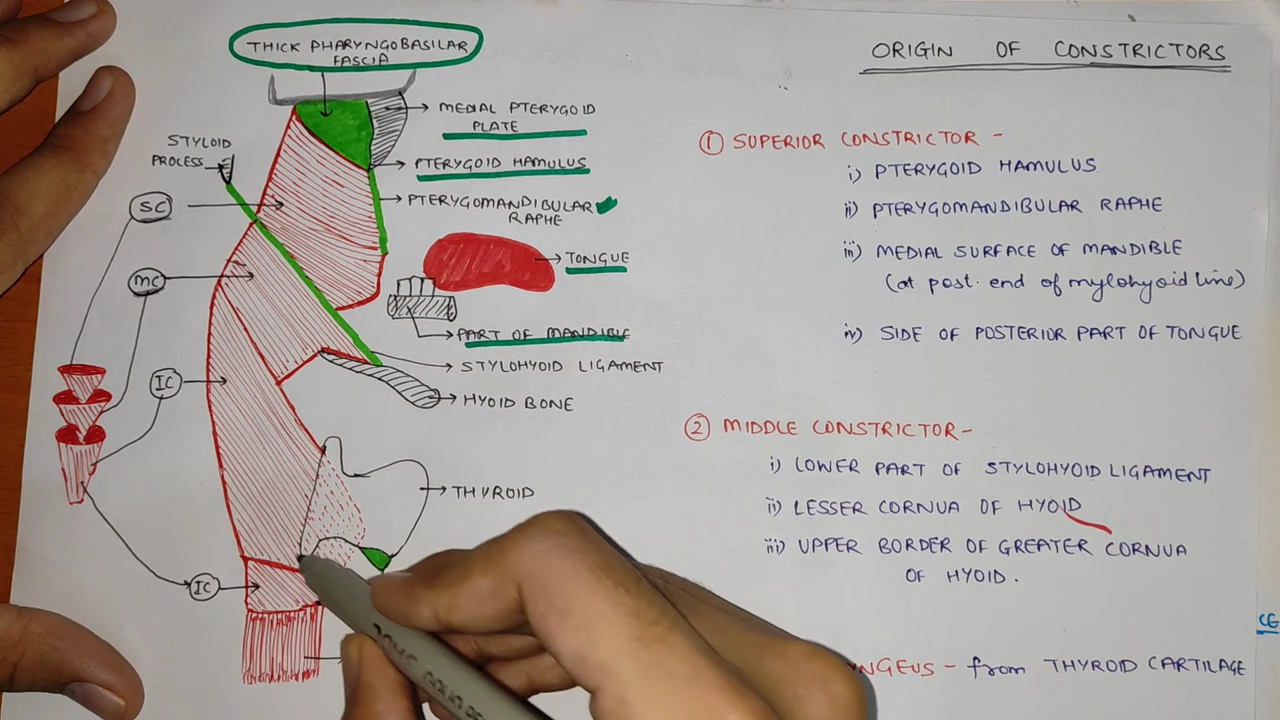 THICK PHARYNGOBASILAR
FASCIA
MEDIAL PTERYGOID
PLATE
STYLOID
PROCESS
PTERYGOID HAMULUS
SC
PTERYGOMANDIBULAR
RAPHE
TONGUE
MC
PART OF MANDIBLE
STYLOHYOID LIGAMENT
IC
HYOID BONE
THYROID
IC
ORIGIN OF CONSTRICTORS
① SUPERIOR CONSTRICTOR -
i) PTERYGOID HAMULUS
ii) PTERYGOMANDIBULAR RAPHE
iii) MEDIAL SURFACE OF MANDIBLE
(at post. end of mylohyoid line)
iv) SIDE OF POSTERIOR PART OF TONGUE
② MIDDLE CONSTRICTOR -
i) LOWER PART OF STYLOHYOID LIGAMENT
ii) LESSER CORNUA OF HYOID
iii) UPPER BORDER OF GREATER CORNUA
OF HYOID.
YNGEUS - from THYROID CARTILAGE
CG